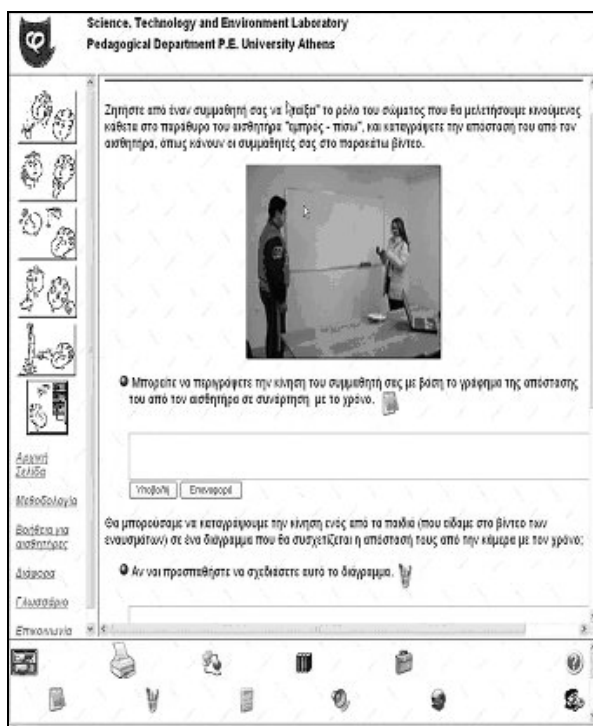 Science, Technology and Environment Laboratory
Pedagogical Department P.E. University Athens
Ζητήστε από έναν συμμαθητή σας να "παίξει" το ρόλο του σώματος που θα μελετήσουμε κινούμενος
κάθετα στο παράθυρο του αισθητήρα "εμπρός - πίσω", και καταγράψετε την απόσταση του από τον
αισθητήρα, όπως κάνουν οι συμμαθητές σας στο παρακάτω βίντεο.
Μπορείτε να περιγράψετε την κίνηση του συμμαθητή σας με βάση το γράφημα της απόστασης
του από τον αισθητήρα σε συνάρτηση με το χρόνο.
Υποβολή Επαναφορά
Θα μπορούσαμε να καταγράψουμε την κίνηση ενός από τα παιδιά (που είδαμε στο βίντεο των
εναυσμάτων) σε ένα διάγραμμα που θα συσχετίζεται η απόστασή τους από την κάμερα με τον χρόνο;
Αν ναι προσπαθήστε να σχεδιάσετε αυτό το διάγραμμα.
Αρχική
Σελίδα
Μεθοδολογία
Βοήθεια για
αισθητήρες
Διάφορα
Γλωσσάριο
Επικοινωνία